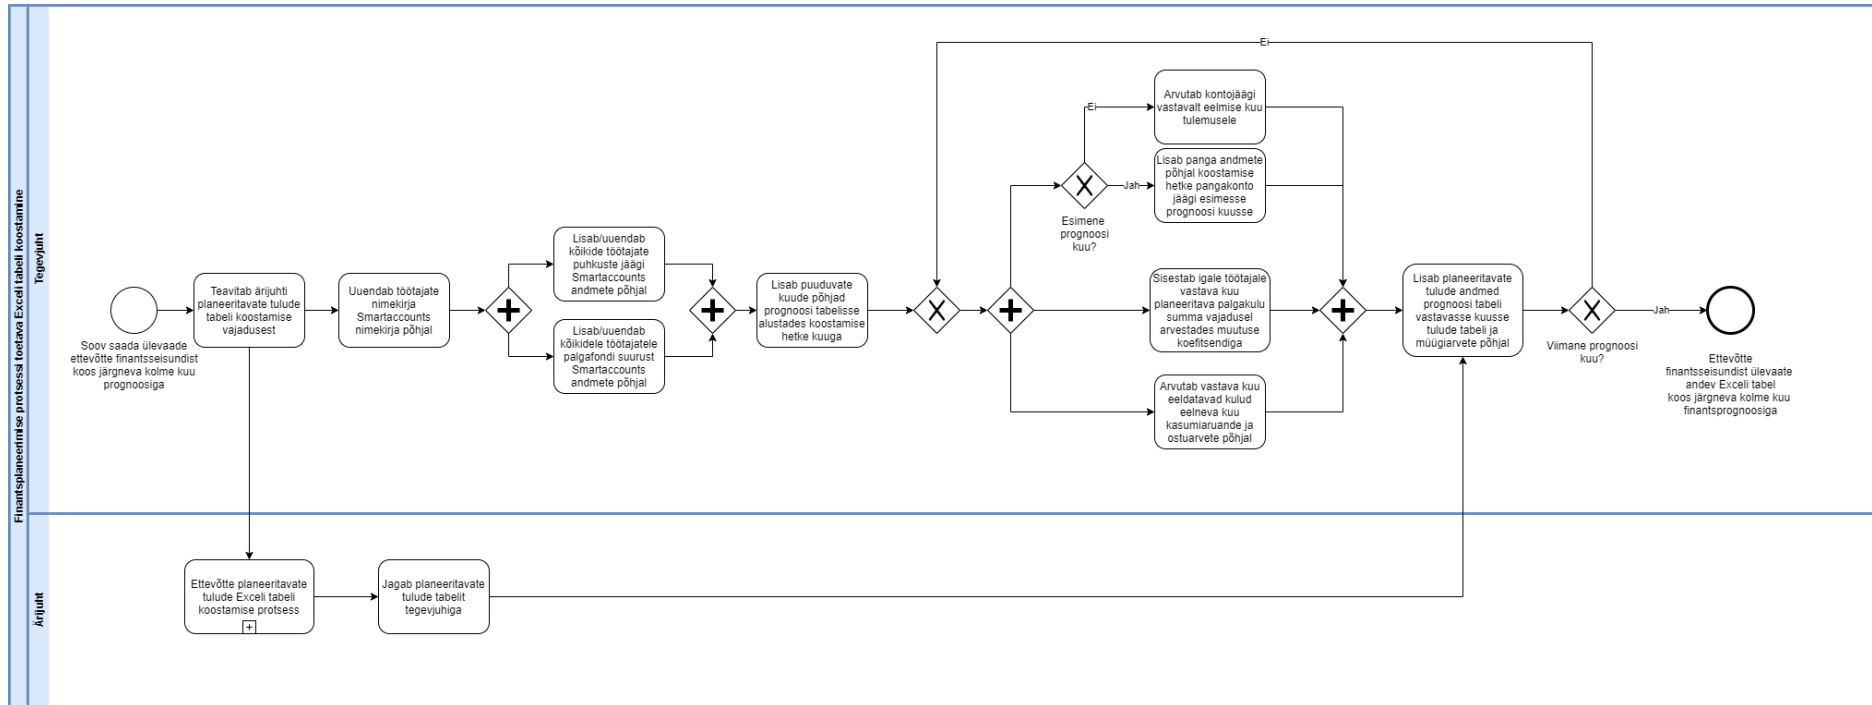 Finantsplaneerimise protsessi toetava Exceli tabeli koostamine
Tegevjuht
Ärijuht
Soov saada ülevaade
ettevõtte finantsseisundist
koos järgneva kolme kuu
prognoosiga
Teavitab ärijuhti
planeeritavate tulude
tabeli koostamise
vajadusest
Uuendab töötajate
nimekirja
Smartaccounts
nimekirja põhjal
Lisab/uuendab
kõikide töötajate
puhkuste jäägi
Smartaccounts
andmete põhjal
Lisab/uuendab
kõikidele töötajatele
palgafondi suurust
Smartaccounts
andmete põhjal
Lisab puuduvate
kuude põhjad
prognoosi tabelisse
alustades koostamise
hetke kuuga
Ei
Esimene
prognoosi
kuu?
Ei
Jah
Arvutab kontojäägi
vastavalt eelmise kuu
tulemusele
Lisab panga andmete
põhjal koostamise
hetke pangakonto
jäägi esimesse
prognoosi kuusse
Sisestab igale töötajale
vastava kuu
planeeritava palgakulu
summa vajadusel
arvestades muutuse
koefitsendiga
Arvutab vastava kuu
eeldatavad kulud
eelneva kuu
kasumiaruande ja
ostuarvete põhjal
Lisab planeeritavate
tulude andmed
prognoosi tabeli
vastavasse kuusse
tulude tabeli ja
müügiarvete põhjal
Viimane prognoosi
kuu?
Jah
Ettevõtte
finantsseisundist ülevaate
andev Exceli tabel
koos järgneva kolme kuu
finantsprognoosiga
Ettevõtte planeeritavate
tulude Exceli tabeli
koostamise protsess
Jagab planeeritavate
tulude tabelit
tegevjuhiga